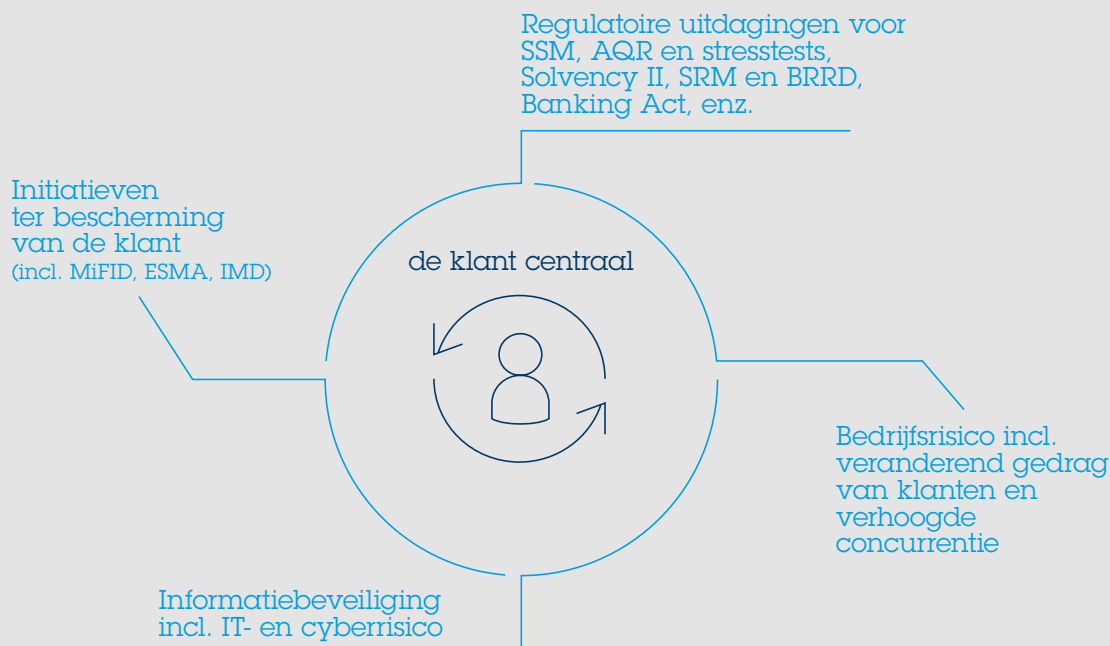 Regulatoire uitdagingen voor
SSM, AQR en stresstests,
Solvency II, SRM en BRRD,
Banking Act, enz.
Initiatieven
ter bescherming
van de klant
(incl. MiFID, ESMA, IMD)
de klant centraal
Bedrijfsrisico incl.
veranderend gedrag
van klanten en
verhoogde
concurrentie
Informatiebeveiliging
incl. IT- en cyberrisico